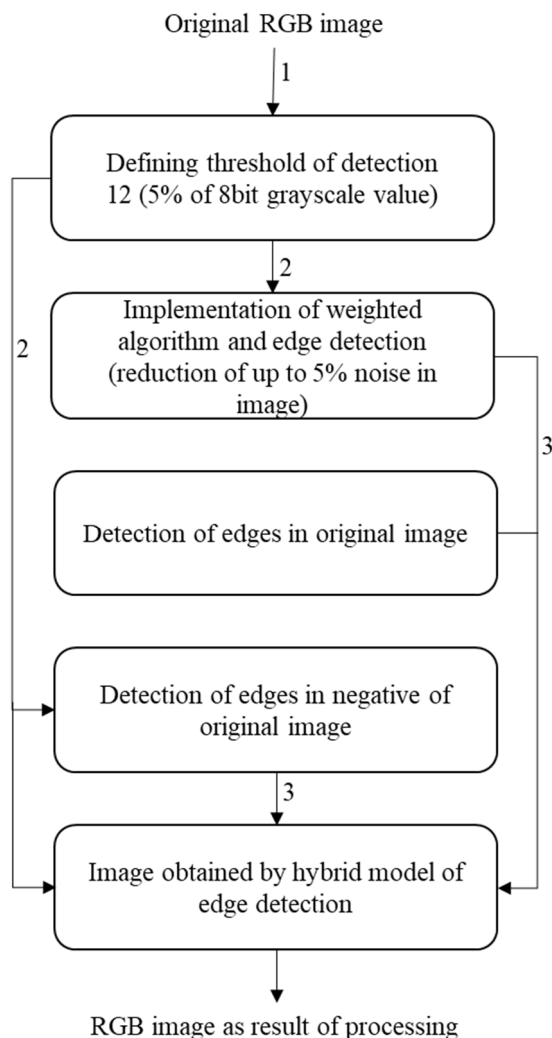 Original RGB image
1
Defining threshold of detection
12 (5% of 8bit grayscale value)
2
Implementation of weighted
algorithm and edge detection
(reduction of up to 5% noise in
image)
2
3
Detection of edges in original image
Detection of edges in negative of
original image
3
Image obtained by hybrid model of
edge detection
RGB image as result of processing